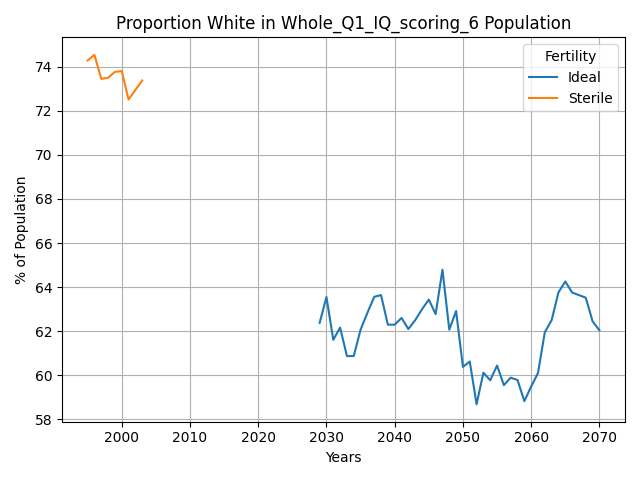 Proportion White in Whole_Q1_IQ_scoring_6 Population
Fertility
Ideal
Sterile
% of Population
74
72
70
68
66
64
62
60
58
2000
2010
2020
2030
2040
2050
2060
2070
Years